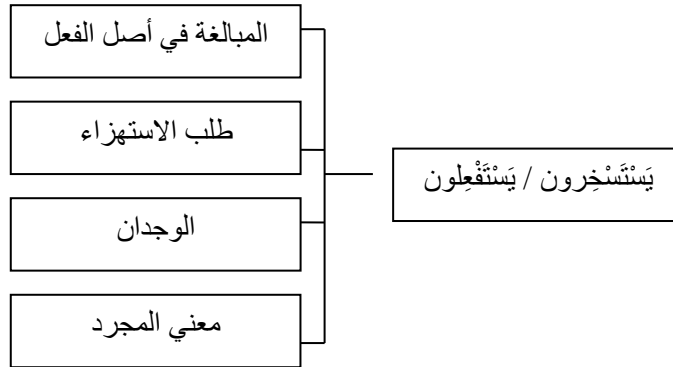 المبالغة في أصل الفعل
طلب الاستهزاء
يَسْتَسْخِرون / يَسْتَفْعِلون
الوجدان
معني المجرد